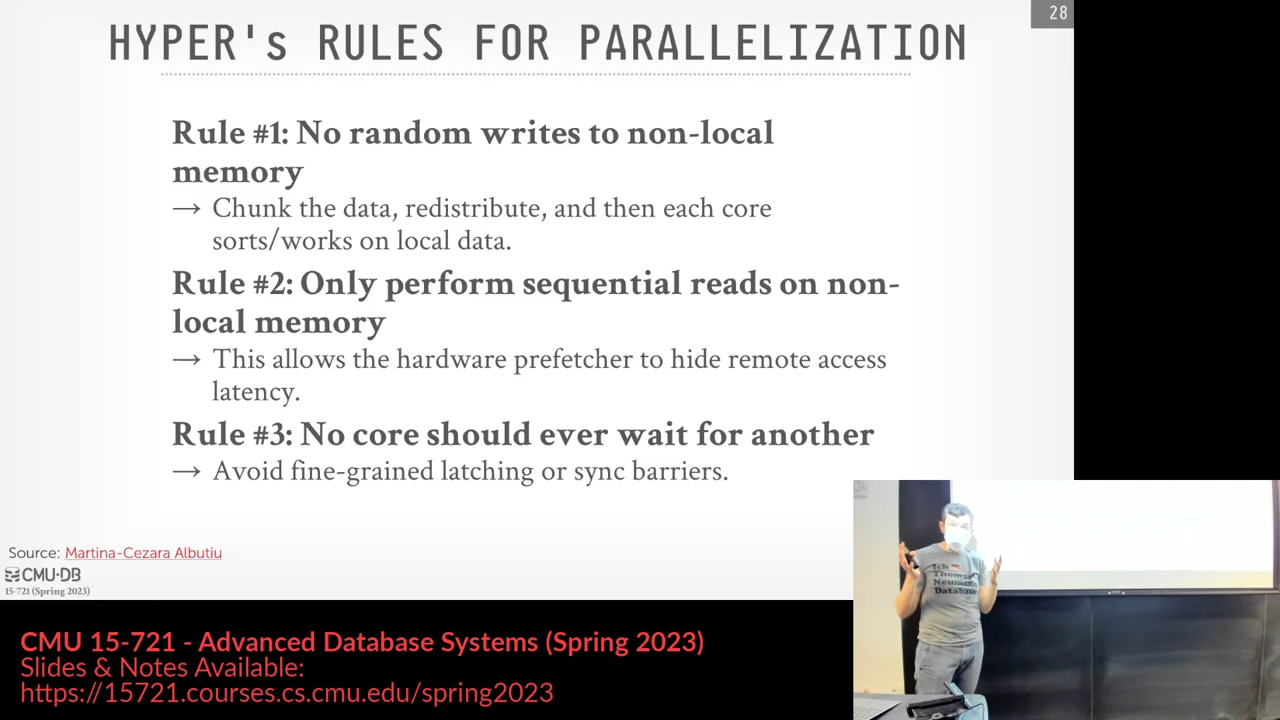 28
HYPER's RULES FOR PARALLELIZATION
Rule #1: No random writes to non-local
memory
→ Chunk the data, redistribute, and then each core
sorts/works on local data.
Rule #2: Only perform sequential reads on non-
local memory
→ This allows the hardware prefetcher to hide remote access
latency.
Rule #3: No core should ever wait for another
→ Avoid fine-grained latching or sync barriers.
Source: Martina-Cezara Albutiu
CMU·DB
15-721 (Spring 2023)
Ich
Thomas
Neumann
Databases
CMU 15-721 - Advanced Database Systems (Spring 2023)
Slides & Notes Available:
https://15721.courses.cs.cmu.edu/spring2023